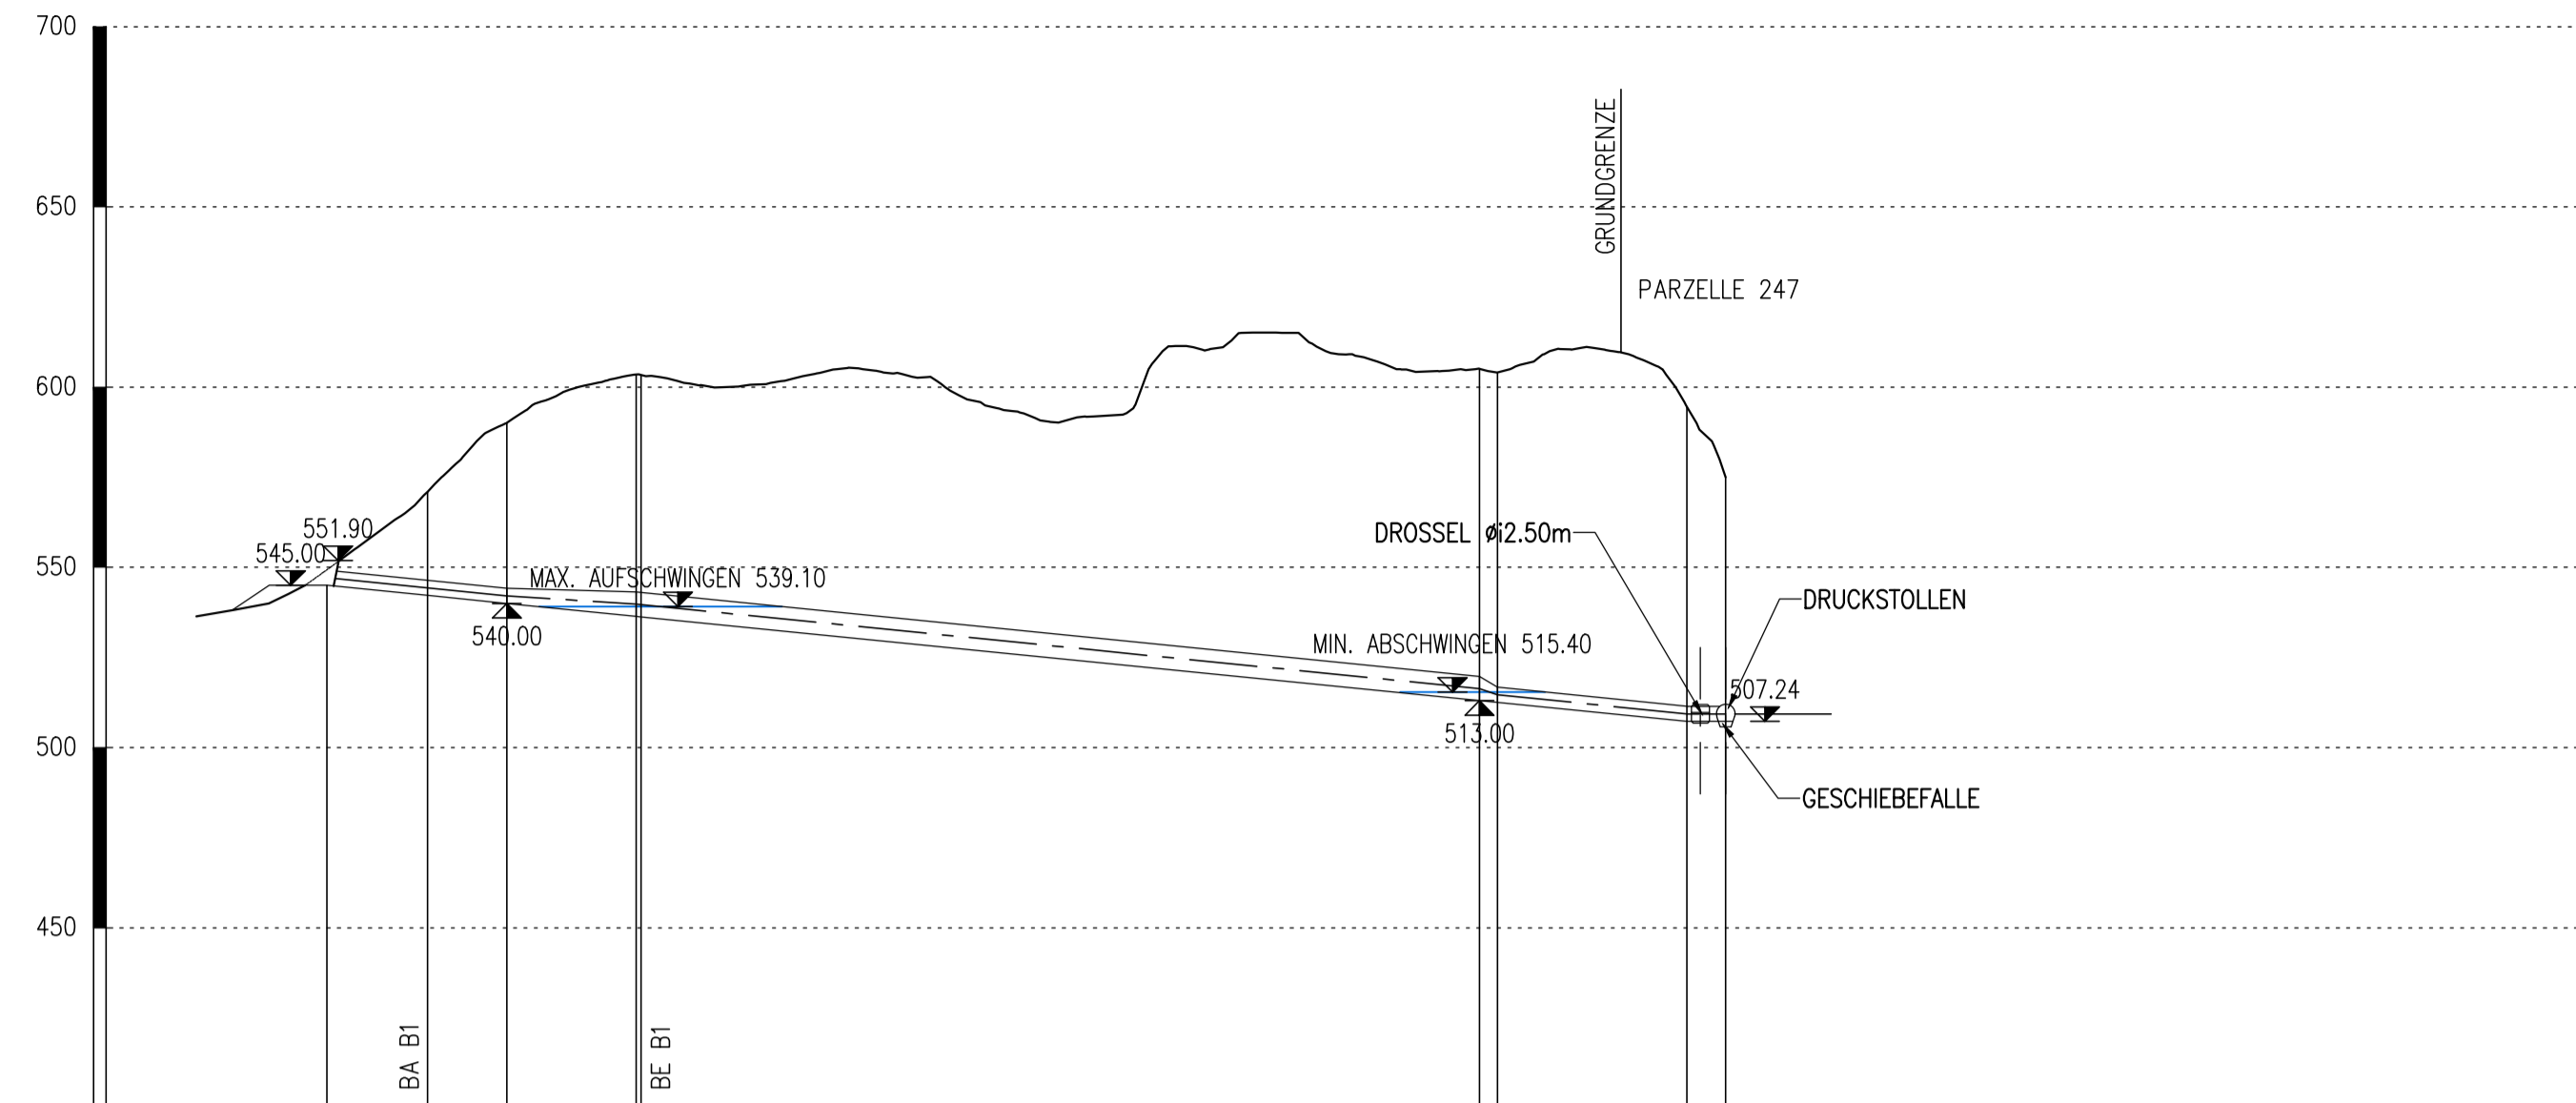 700
GRUNDGRENZE
650
PARZELLE 247
600
551.90
DROSSEL øi2.50m
545.00
550
MAX. AUFSCHWINGEN 539.10
DRUCKSTOLLEN
540.00
MIN. ABSCHWINGEN 515.40
507.24
513.00
500
GESCHIEBEFALLE
450
BA B1
BE B1